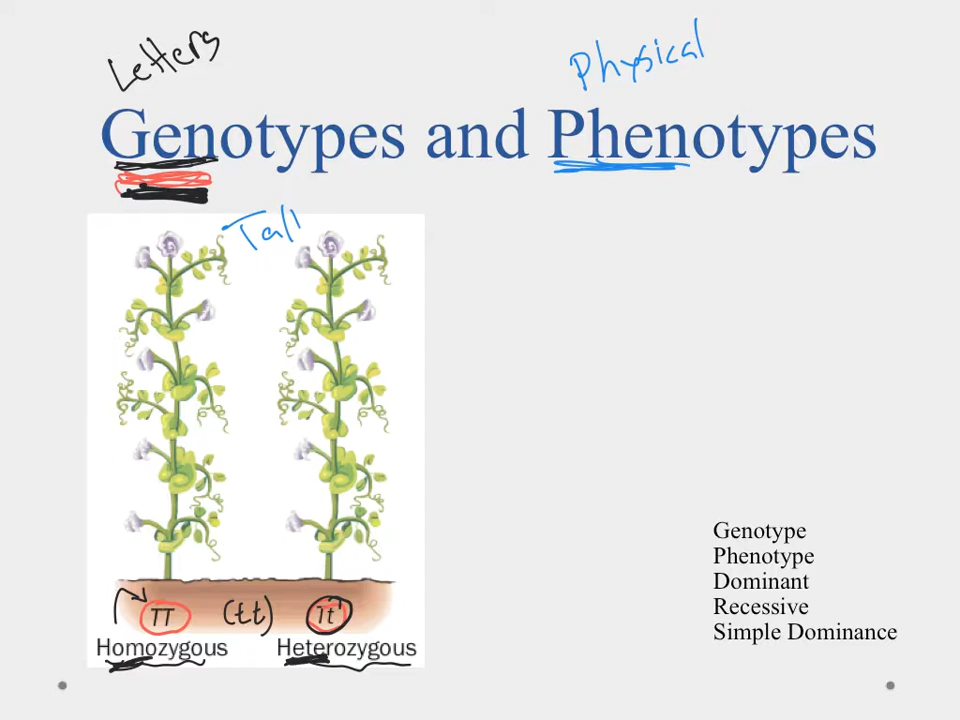 Letters
Physical
Genotypes and Phenotypes
Tall
TT
(tt)
Tt
Homozygous
Heterozygous
Genotype
Phenotype
Dominant
Recessive
Simple Dominance